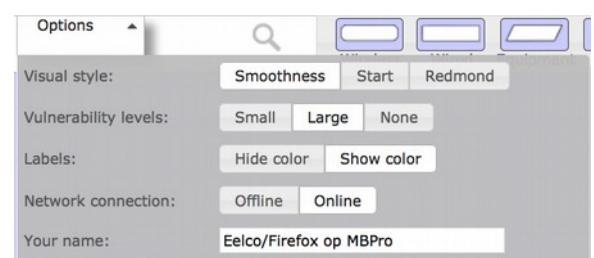 Options
Visual style: Smoothness Start Redmond
Vulnerability levels: Small Large None
Labels: Hide color Show color
Network connection: Offline Online
Your name: Eelco/Firefox op MBPro